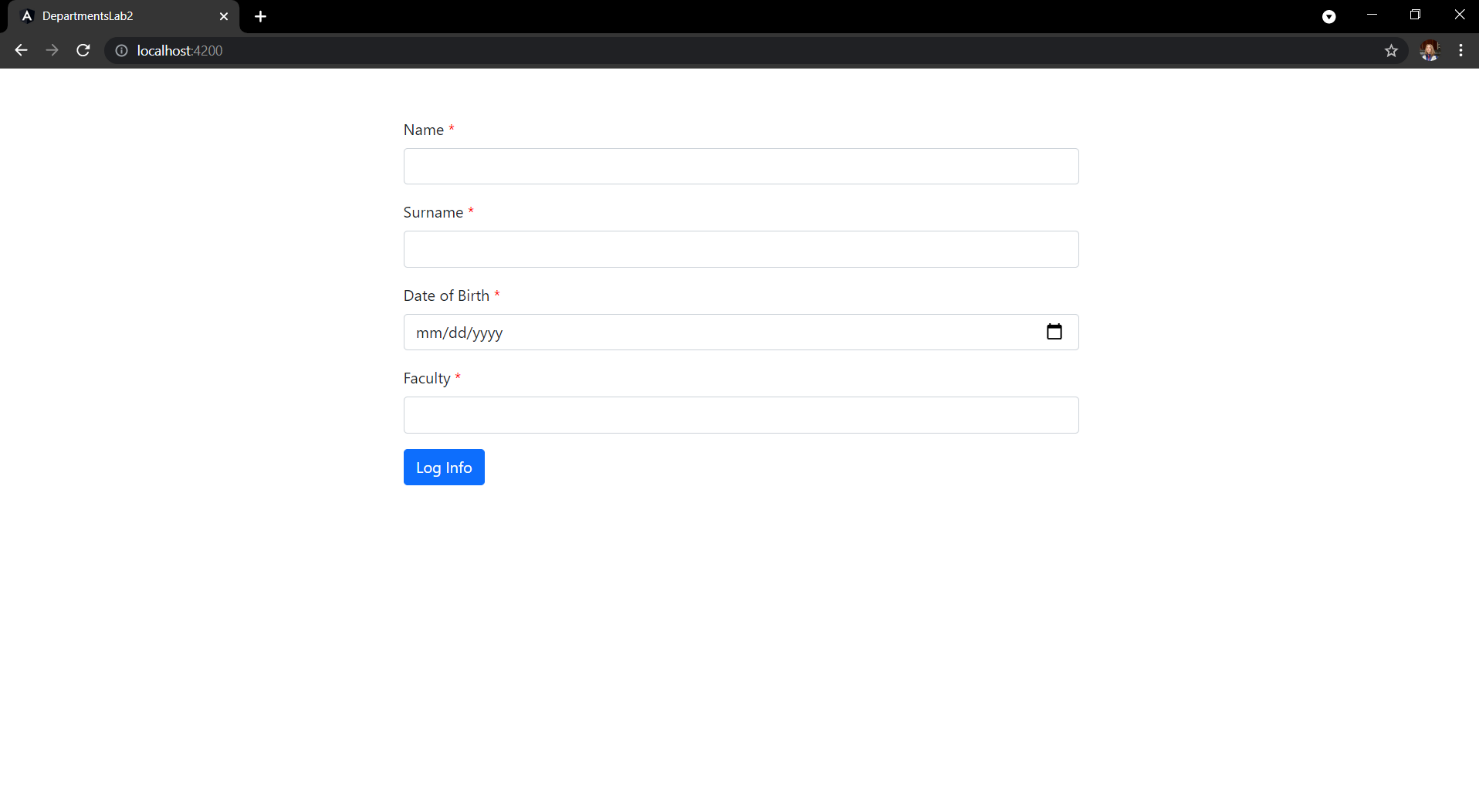 DepartmentsLab2
localhost:4200
Name *
Surname *
Date of Birth *
mm/dd/yyyy
Faculty *
Log Info